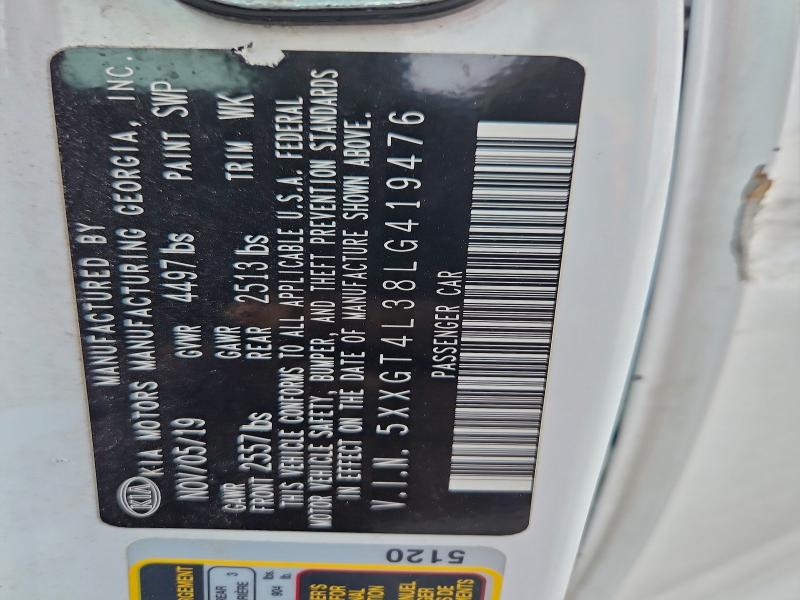 MANUFACTURED BY
KIA KIA MOTORS MANUFACTURING GEORGIA, INC.
NOV/05/19 GVWR 4497 lbs PAINT SWP
GAWR FRONT 2557 lbs GAWR REAR 2513 lbs TRIM WK
THIS VEHICLE CONFORMS TO ALL APPLICABLE U.S.A. FEDERAL
MOTOR VEHICLE SAFETY, BUMPER, AND THEFT PREVENTION STANDARDS
IN EFFECT ON THE DATE OF MANUFACTURE SHOWN ABOVE.
V.I.N. 5XXGT4L38LG419476
PASSENGER CAR
5120